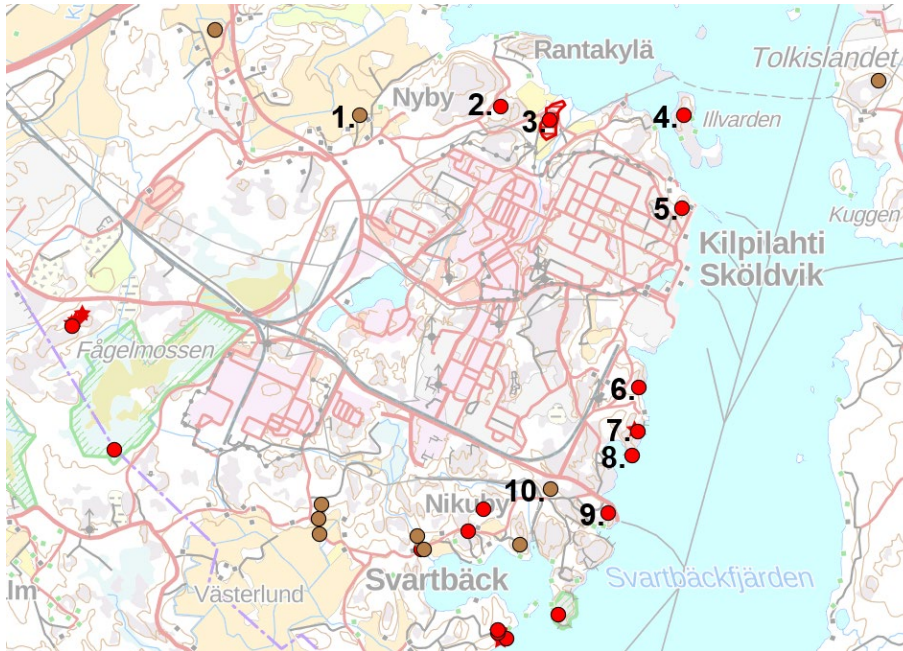 Rantakylä
Tolkislandet
Nyby
1.
2.
3.
4.
Illvarden
5.
Kuggen
Kilpilahti
Sköldvik
Fågelmossen
6.
7.
8.
10.
Nikuby
9.
Svartbäck
Svartbäckfjärden
Västerlund
lm